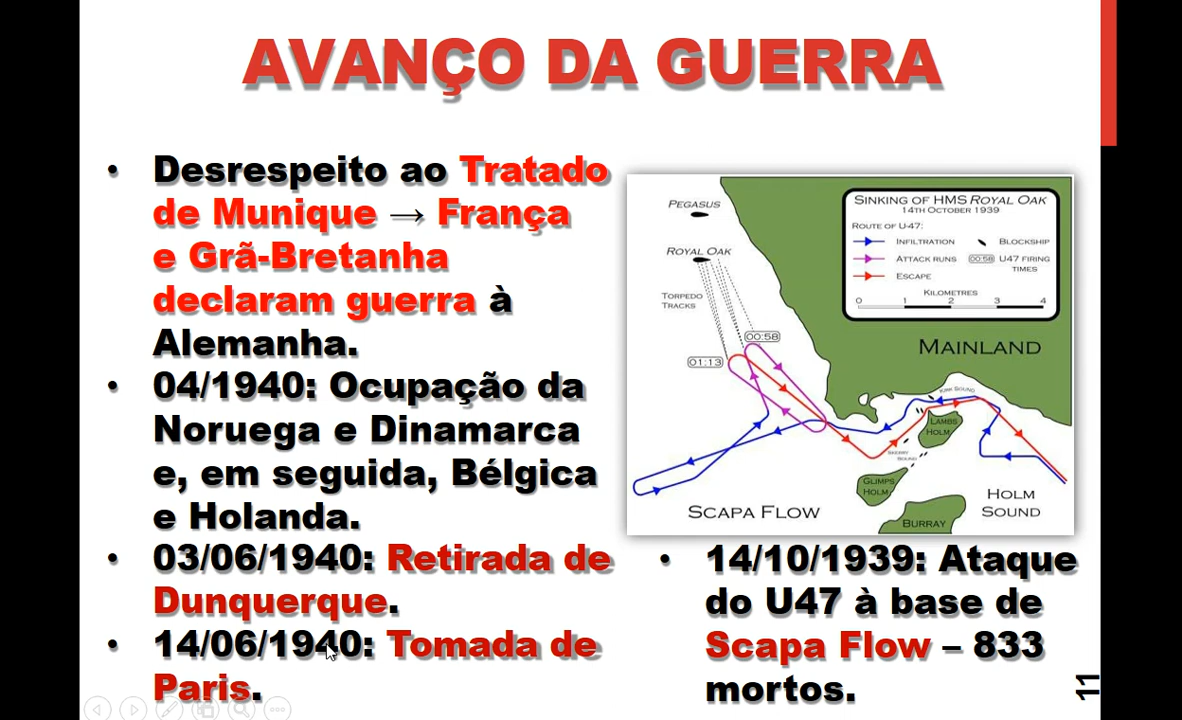 AVANÇO DA GUERRA
• Desrespeito ao Tratado
de Munique → França
e Grã-Bretanha
declaram guerra à
Alemanha.
• 04/1940: Ocupação da
Noruega e Dinamarca
e, em seguida, Bélgica
e Holanda.
• 03/06/1940: Retirada de
Dunquerque.
• 14/06/1940: Tomada de
Paris.
PEGASUS
ROYAL OAK
TORPEDO
TRACKS
00:58
01:13
SINKING OF HMS ROYAL OAK
14TH OCTOBER 1939
ROUTE OF U-47:
INFILTRATION
ATTACK RUNS
ESCAPE
BLOCKSHIP
00:58 U47 FIRING
TIMES
KILOMETRES
0 1 2 3 4
MAINLAND
KIRK SOUND
LAMBS
HOLM
SKERRY
SOUND
GLIMPS
HOLM
BURRAY
HOLM
SOUND
SCAPA FLOW
• 14/10/1939: Ataque
do U47 à base de
Scapa Flow – 833
mortos.
11